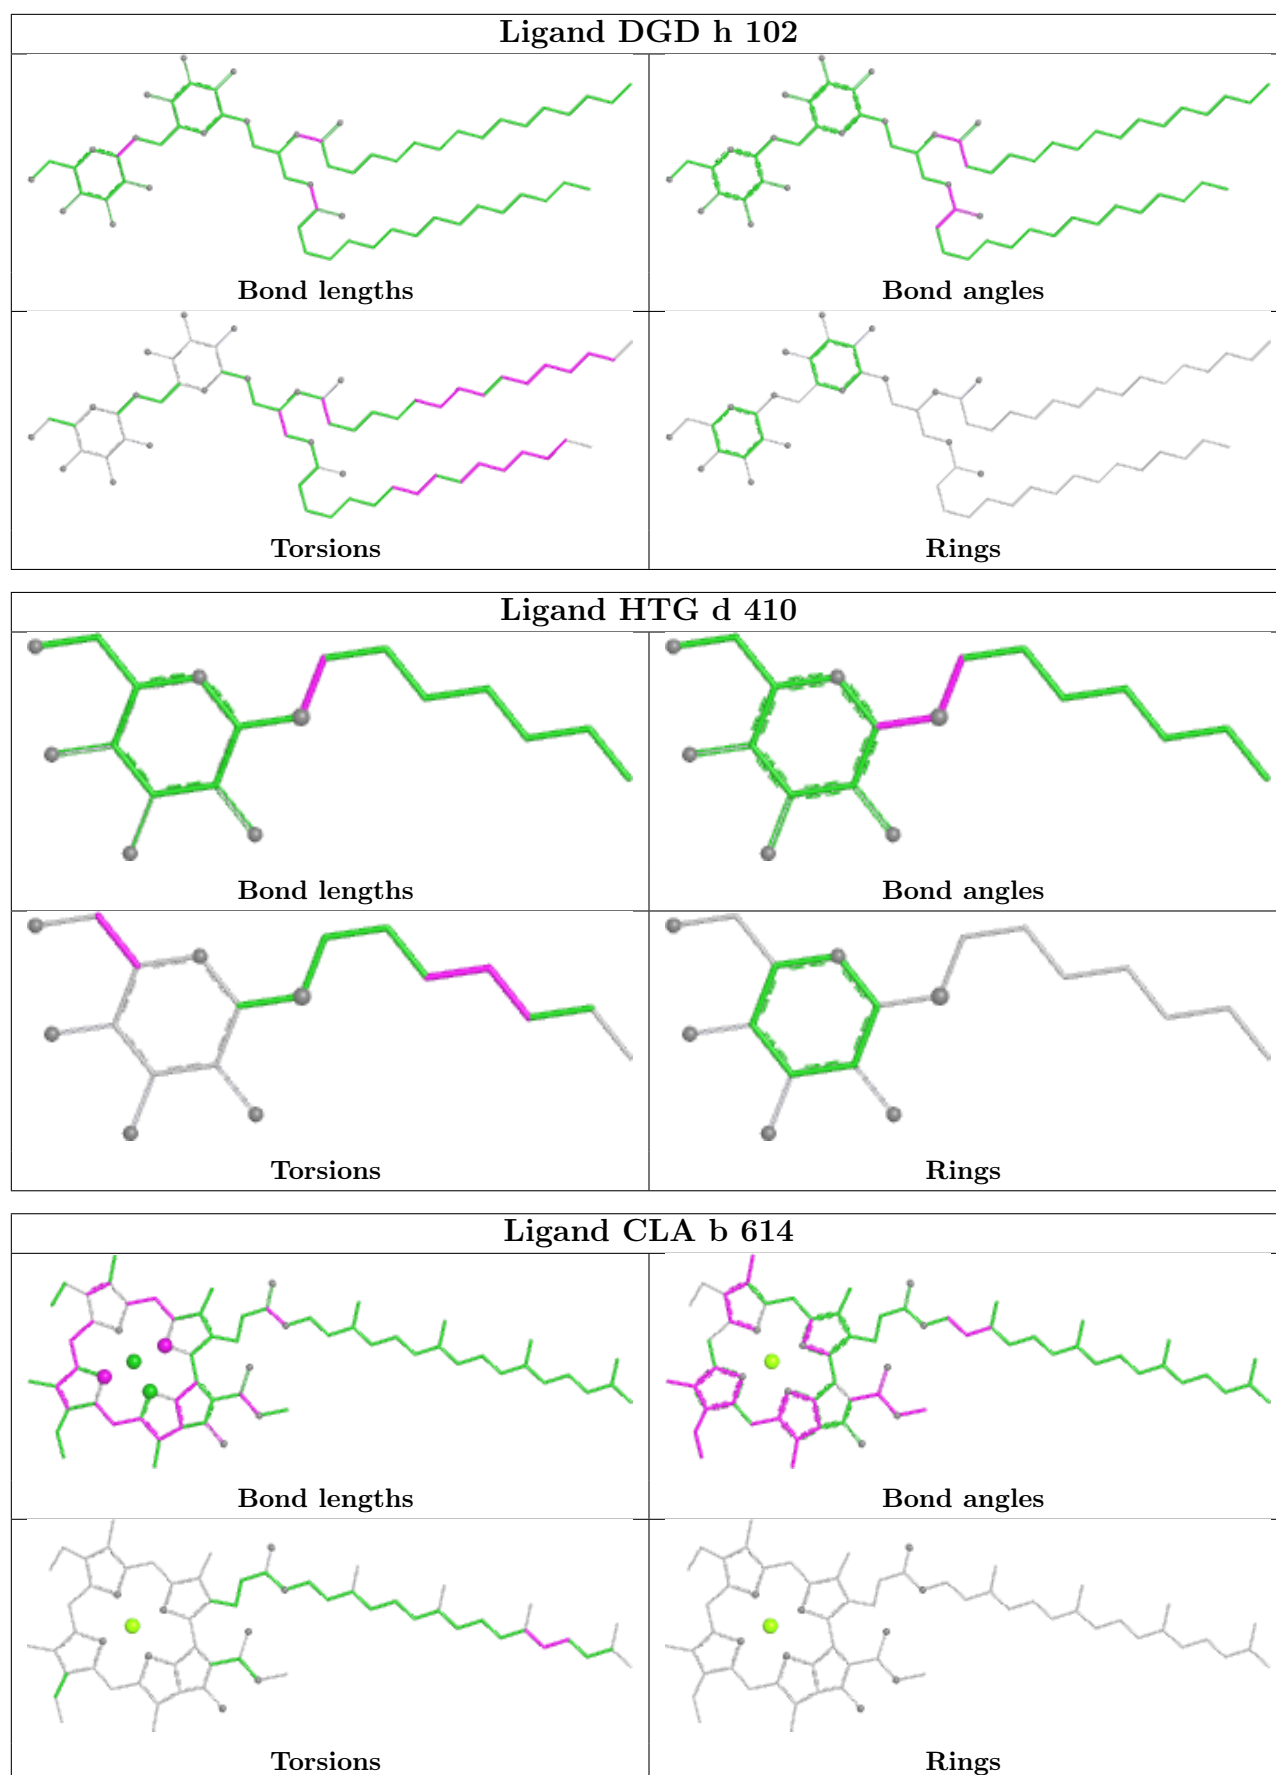 Ligand DGD h 102
Bond lengths
Bond angles
Torsions
Rings
Ligand HTG d 410
Bond lengths
Bond angles
Torsions
Rings
Ligand CLA b 614
Bond lengths
Bond angles
Torsions
Rings